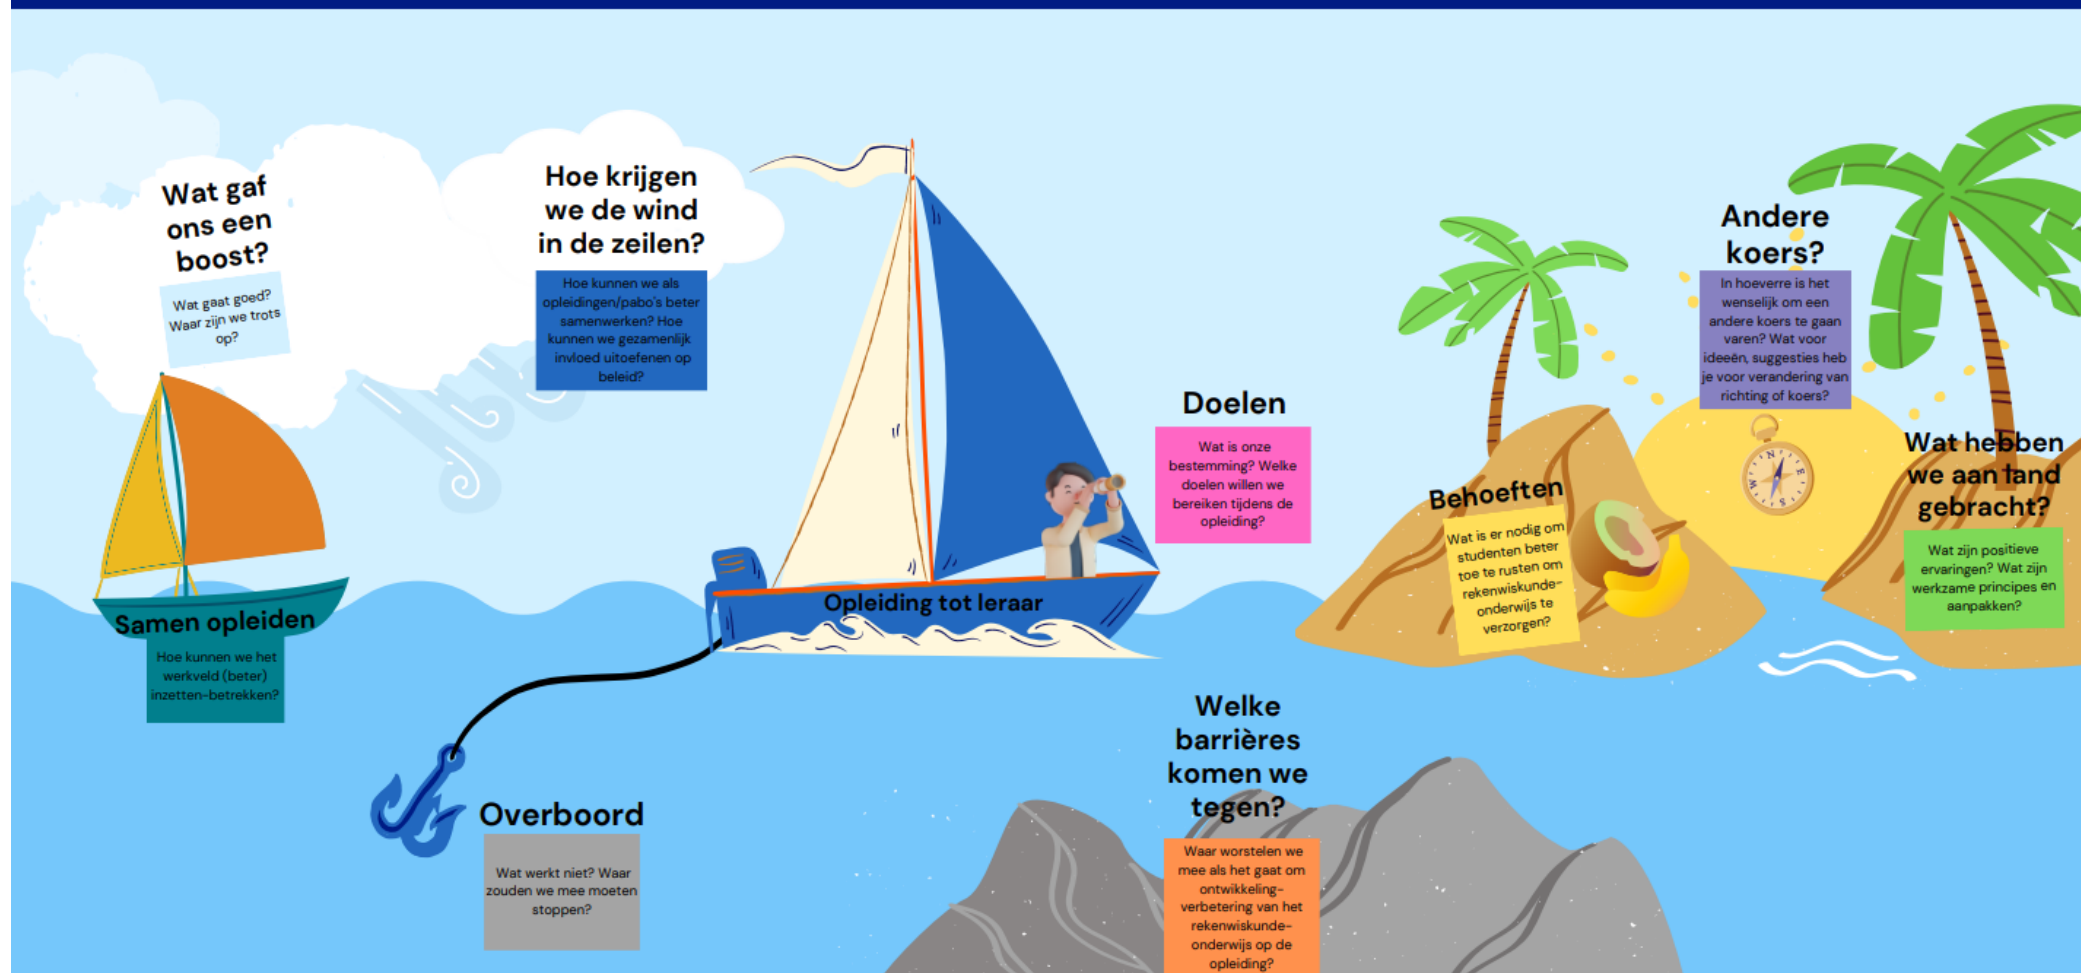 Wat gaf
ons een
boost?
Wat gaat goed?
Waar zijn we trots
op?
Hoe krijgen
we de wind
in de zeilen?
Hoe kunnen we als
opleidingen/pabo's beter
samenwerken? Hoe
kunnen we gezamenlijk
invloed uitoefenen op
beleid?
Samen opleiden
Hoe kunnen we het
werkveld (beter)
inzetten-betrekken?
Opleiding tot leraar
Doelen
Wat is onze
bestemming? Welke
doelen willen we
bereiken tijdens de
opleiding?
Behoeften
Wat is er nodig om
studenten beter
toe te rusten om
rekenwiskunde-
onderwijs te
verzorgen?
Andere
koers?
In hoeverre is het
wenselijk om een
andere koers te gaan
varen? Wat voor
ideeën, suggesties heb
je voor verandering van
richting of koers?
N
E
S
W
Wat hebben
we aan land
gebracht?
Wat zijn positieve
ervaringen? Wat zijn
werkzame principes en
aanpakken?
Overboord
Wat werkt niet? Waar
zouden we mee moeten
stoppen?
Welke
barrières
komen we
tegen?
Waar worstelen we
mee als het gaat om
ontwikkeling-
verbetering van het
rekenwiskunde-
onderwijs op de
opleiding?